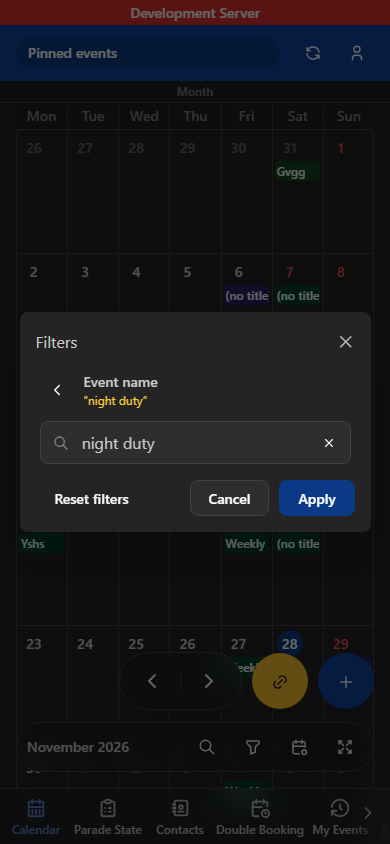 Development Server
Pinned events
Month
Mon Tue Wed Thu Fri Sat Sun
26 27 28 29 30 31 1
Gvgg
2 3 4 5 6 7 8
(no title (no title
Filters
Event name
“night duty”
night duty
Reset filters Cancel Apply
Yshs Weekly (no title
23 24 25 26 27 28 29
November 2026
Calendar Parade State Contacts Double Booking My Events